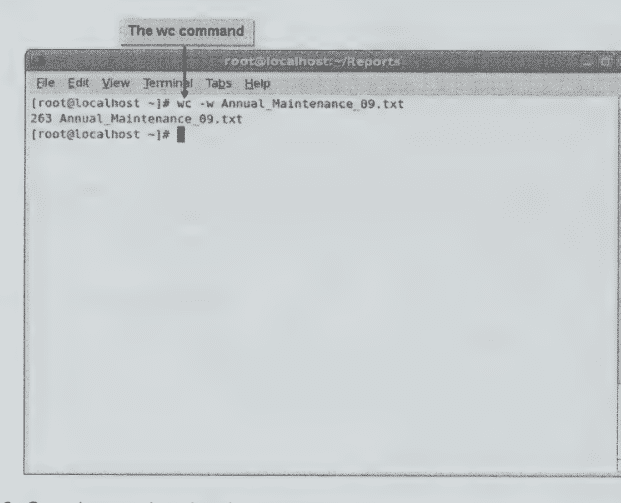 The wc command
root@localhost:~/Reports
File Edit View Terminal Tabs Help
[root@localhost ~]# wc -w Annual_Maintenance_09.txt
263 Annual_Maintenance_09.txt
[root@localhost ~]#